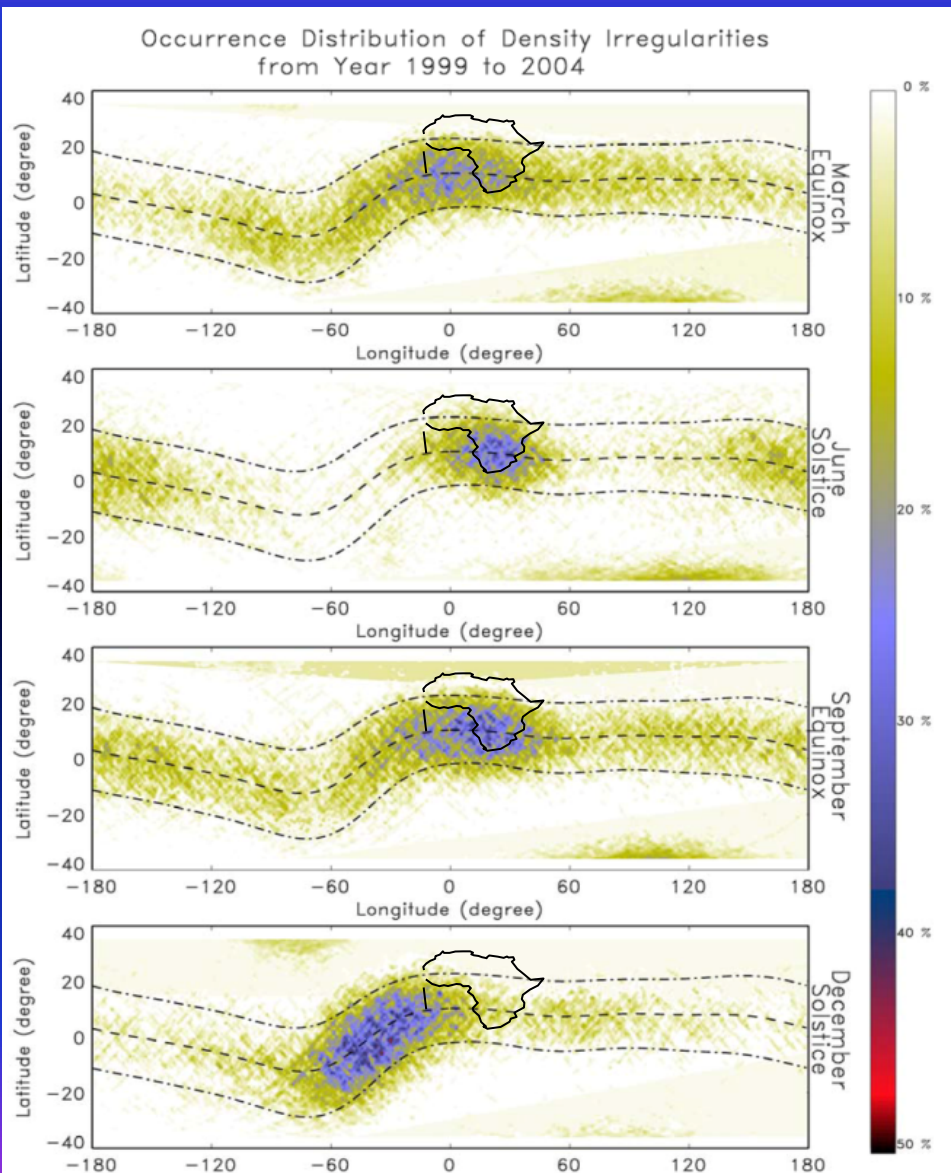 Occurrence Distribution of Density Irregularities
from Year 1999 to 2004
0 %
10 %
20 %
30 %
40 %
50 %
40
20
0
−20
−40
Latitude (degree)
March
Equinox
−180 −120 −60 0 60 120 180
Longitude (degree)
40
20
0
−20
−40
Latitude (degree)
June
Solstice
−180 −120 −60 0 60 120 180
Longitude (degree)
40
20
0
−20
−40
Latitude (degree)
September
Equinox
−180 −120 −60 0 60 120 180
Longitude (degree)
40
20
0
−20
−40
Latitude (degree)
December
Solstice
−180 −120 −60 0 60 120 180